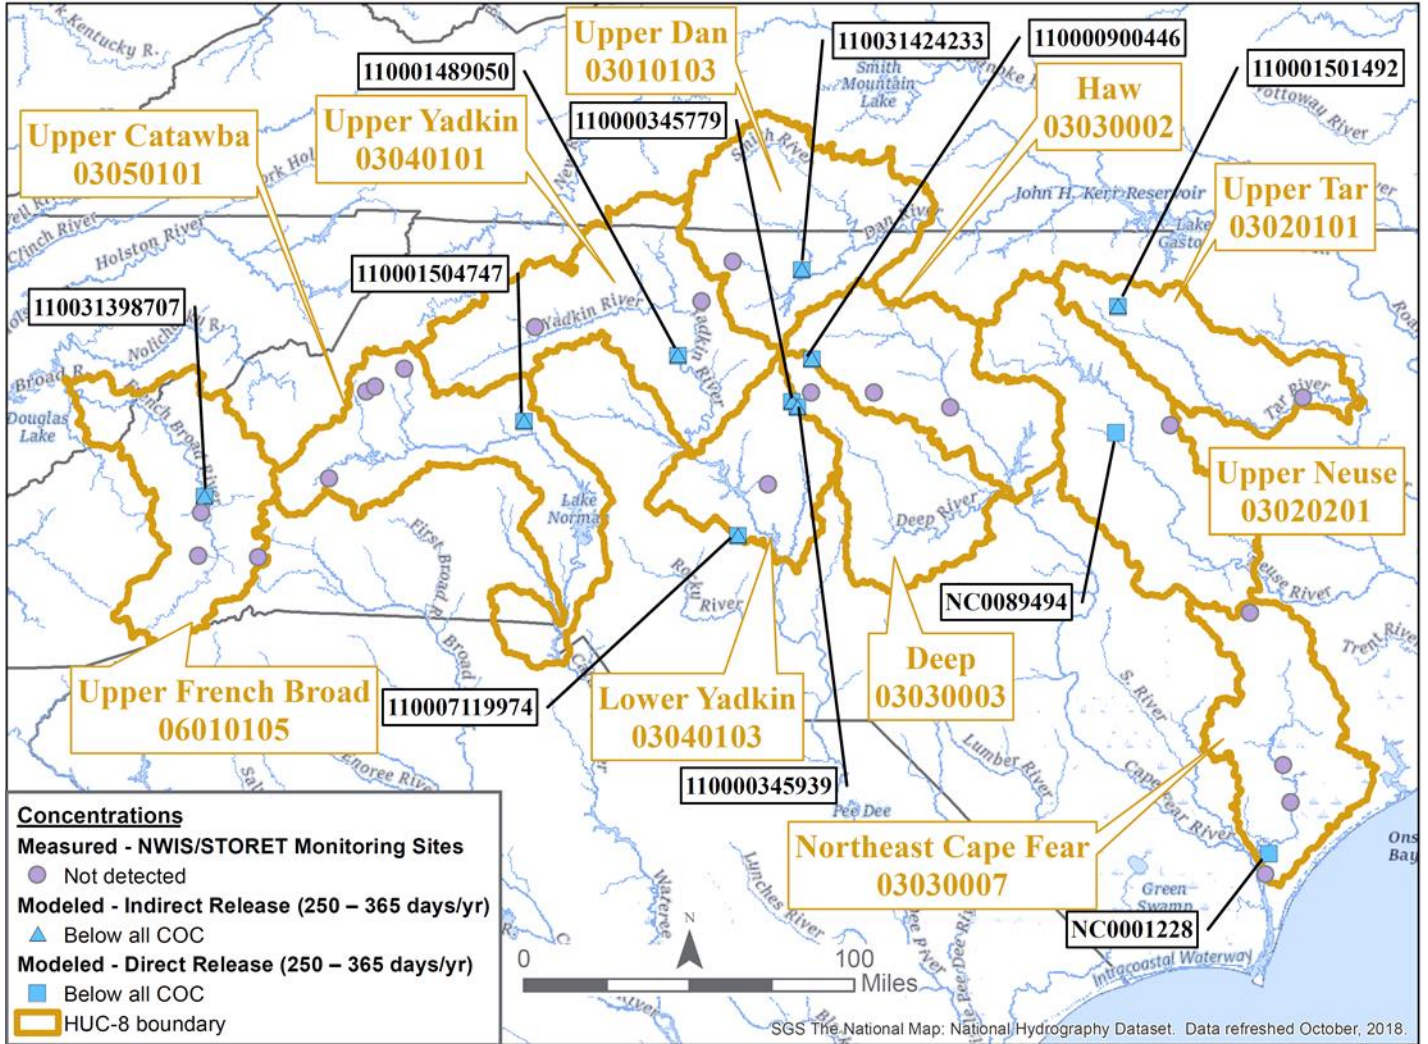 Kentucky R.
Upper Dan
03010103
110031424233
110000900446
110001489050
Smith
Mountain
Lake
Haw
03030002
110001501492
Nottoway River
110000345779
Upper Yadkin
03040101
Upper Catawba
03050101
Smith River
John H. Kerr Reservoir
Upper Tar
03020101
Clinch River
Holston River
Dan River
Lake
Gasto
110001504747
110031398707
Nolichucky R.
Yadkin River
Yadkin River
Broad R.
Douglas
Lake
French Broad River
Tar River
Upper Neuse
03020201
Lake
Norma
First Broad R.
Deep River
Rocky
River
NC0089494
Neuse River
Trent River
Broad
Deep
03030003
Upper French Broad
06010105
110007119974
Lower Yadkin
03040103
S. River
Lumber River
Cape Fear River
Enoree River
110000345939
Pee Dee
Northeast Cape Fear
03030007
Ons
Bay
Green
Swamp
Wateree
Lynches River
Pee Dee River
NC0001228
Intracoastal Waterway
Concentrations
Measured - NWIS/STORET Monitoring Sites
Not detected
Modeled - Indirect Release (250 – 365 days/yr)
Below all COC
Modeled - Direct Release (250 – 365 days/yr)
Below all COC
HUC-8 boundary
N
0 100
Miles
SGS The National Map: National Hydrography Dataset. Data refreshed October, 2018.